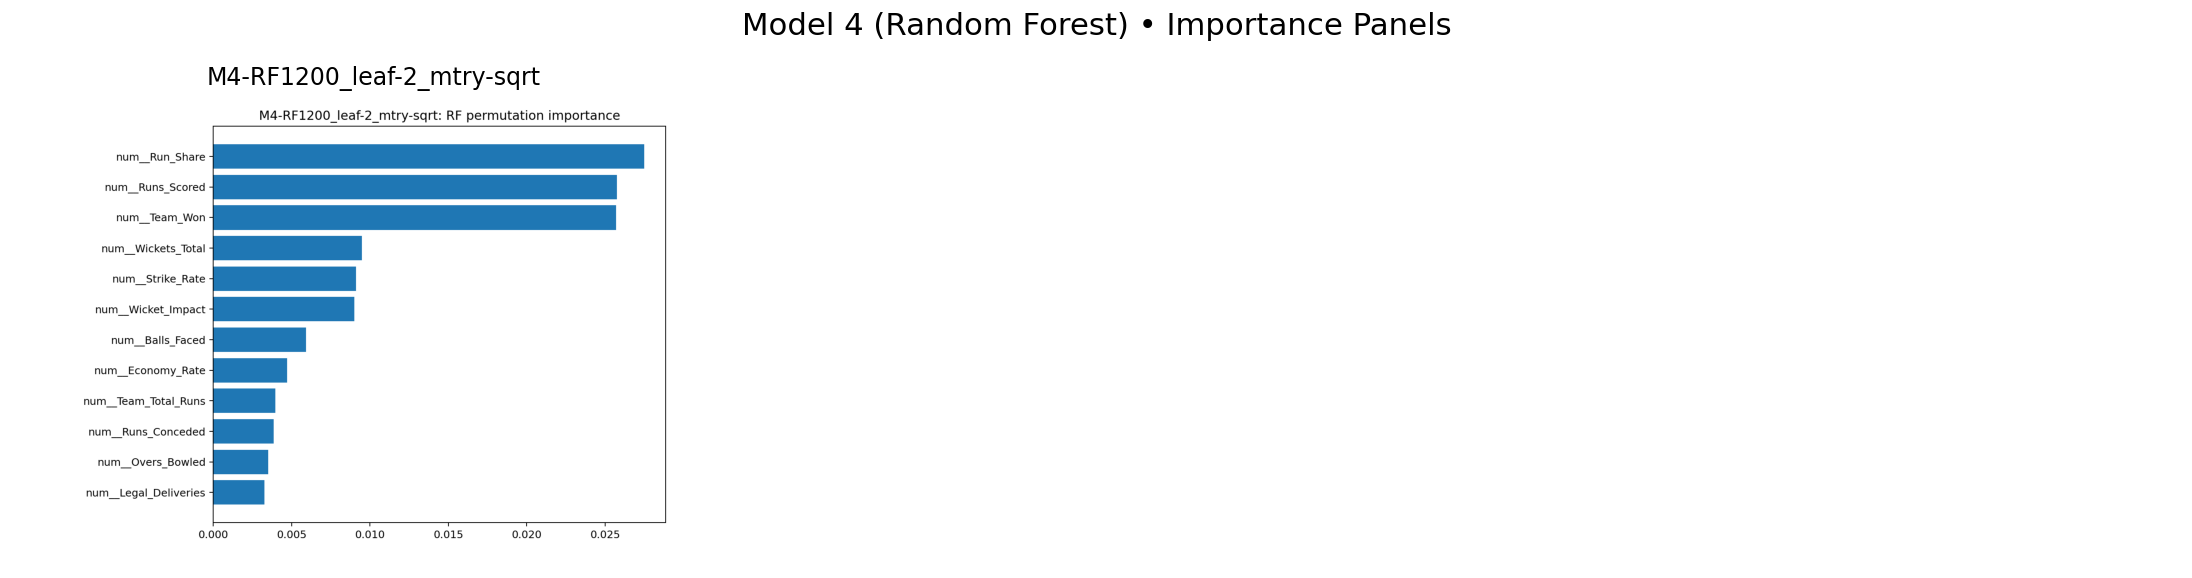 Model 4 (Random Forest) • Importance Panels
M4-RF1200_leaf-2_mtry-sqrt
M4-RF1200_leaf-2_mtry-sqrt: RF permutation importance
num__Run_Share
num__Runs_Scored
num__Team_Won
num__Wickets_Total
num__Strike_Rate
num__Wicket_Impact
num__Balls_Faced
num__Economy_Rate
num__Team_Total_Runs
num__Runs_Conceded
num__Overs_Bowled
num__Legal_Deliveries
0.000 0.005 0.010 0.015 0.020 0.025